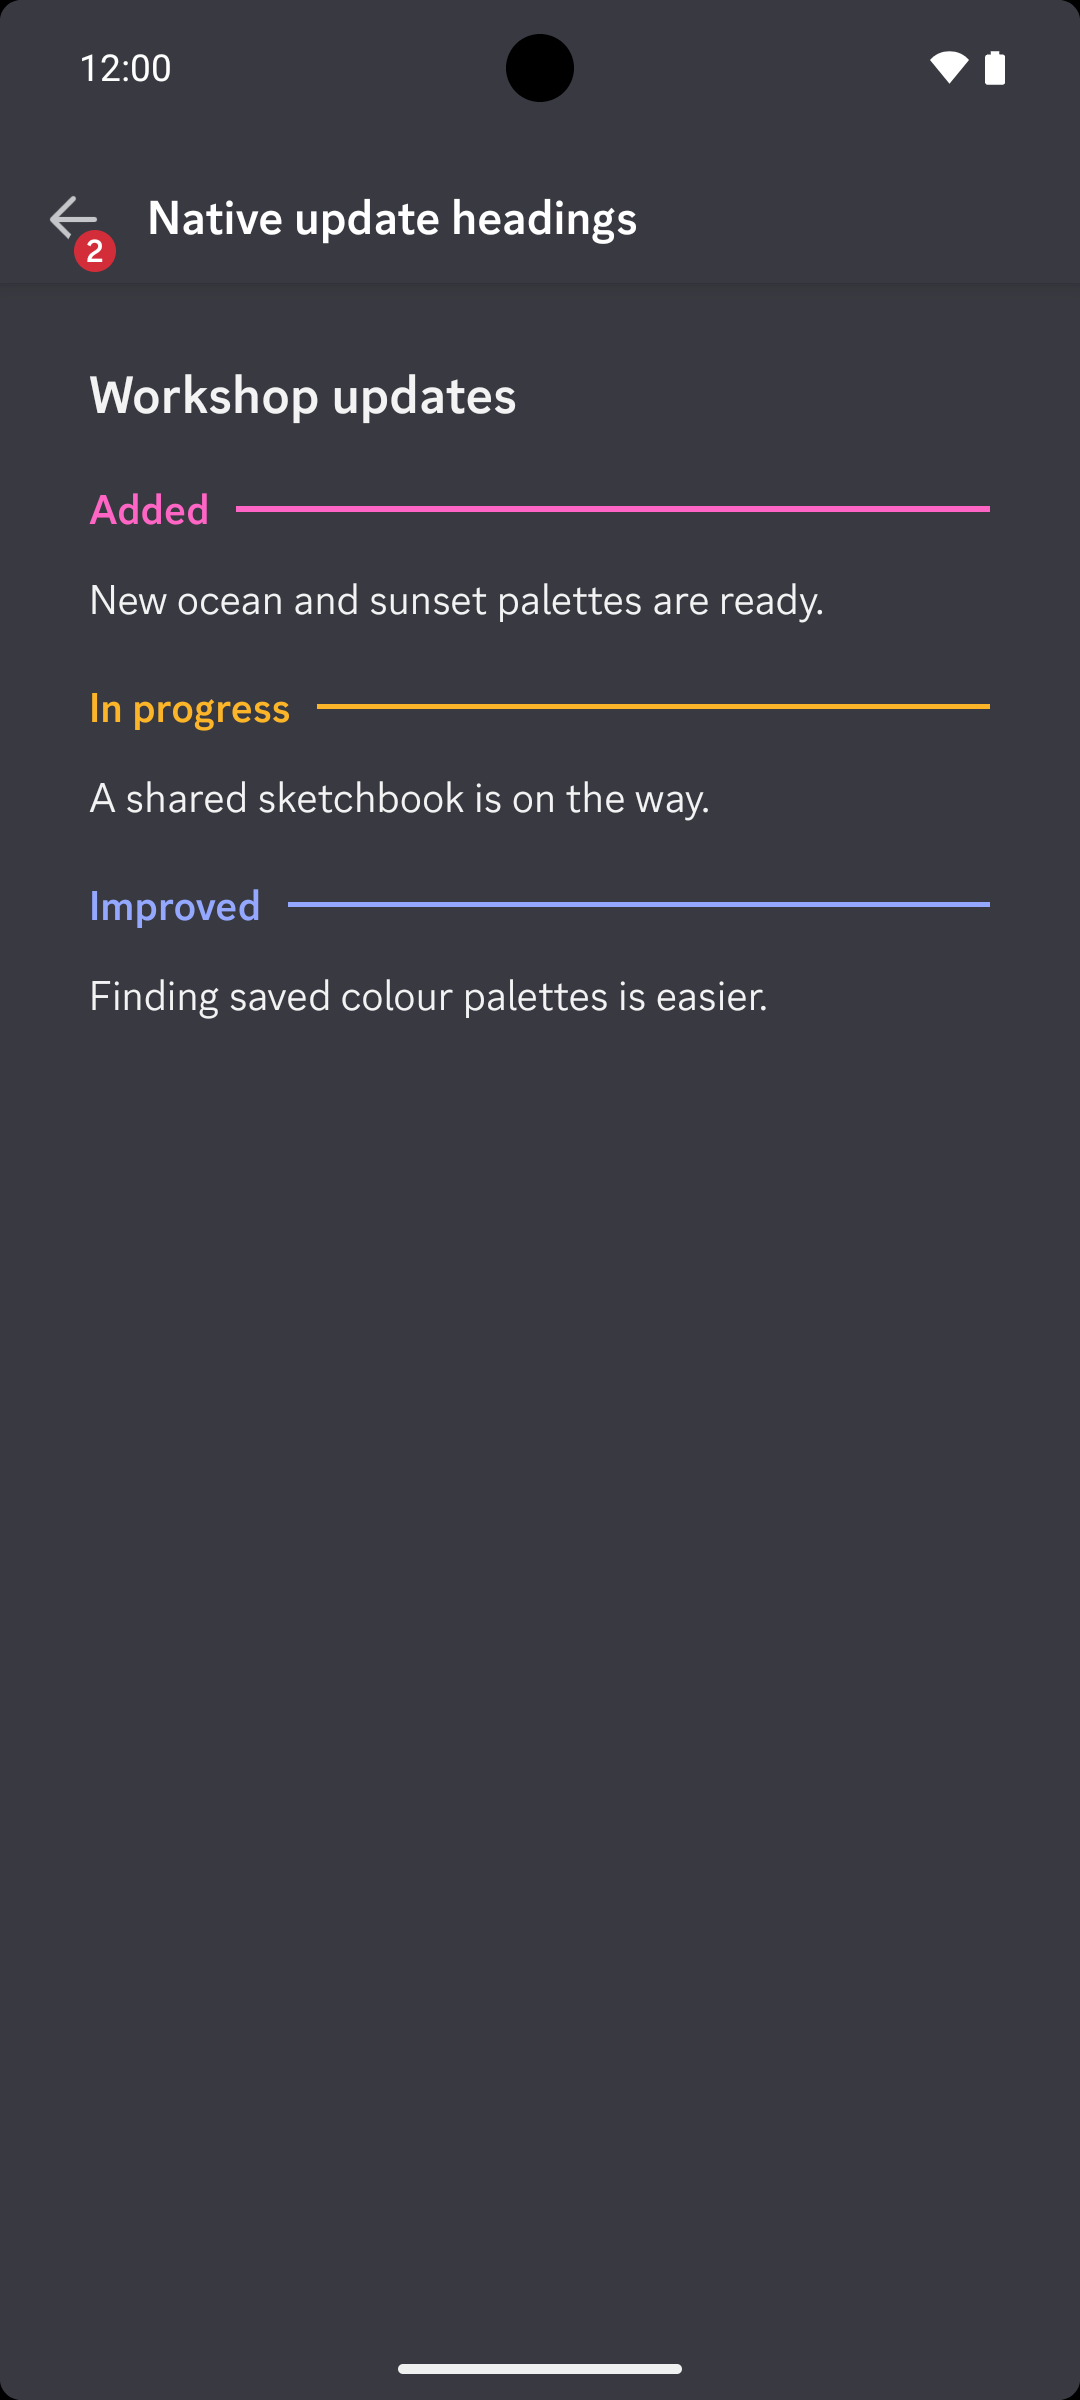 12:00
Native update headings
2
Workshop updates
Added
New ocean and sunset palettes are ready.
In progress
A shared sketchbook is on the way.
Improved
Finding saved colour palettes is easier.